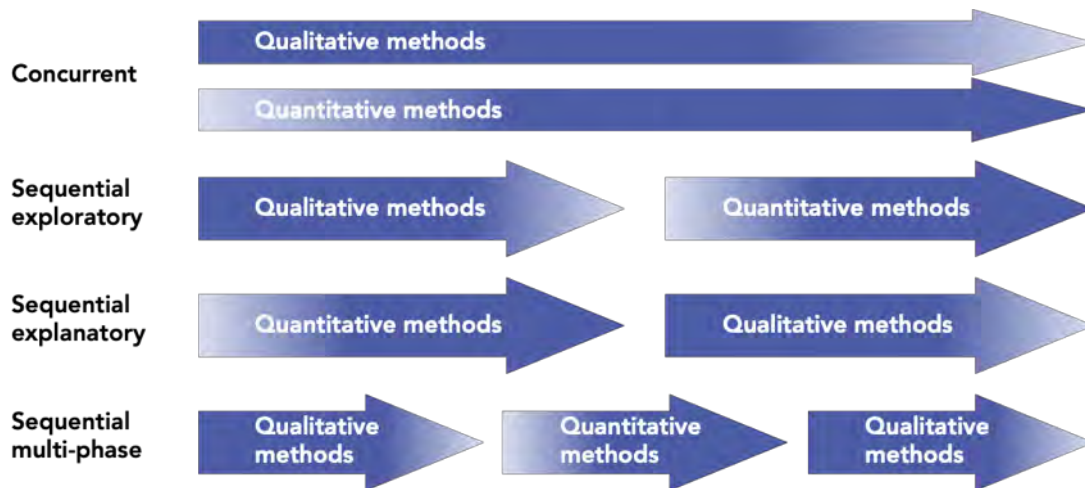 Concurrent
Qualitative methods
Quantitative methods
Sequential
exploratory
Qualitative methods
Quantitative methods
Sequential
explanatory
Quantitative methods
Qualitative methods
Sequential
multi-phase
Qualitative
methods
Quantitative
methods
Qualitative
methods